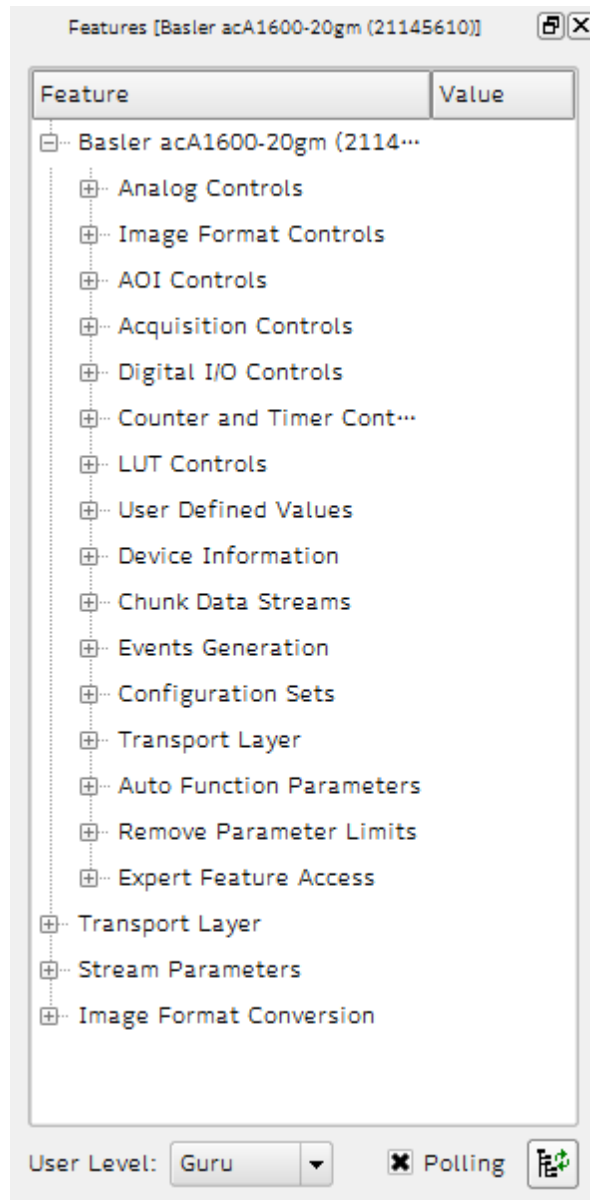 Features [Basler acA1600-20gm (21145610)]
Feature Value
Basler acA1600-20gm (2114···
Analog Controls
Image Format Controls
AOI Controls
Acquisition Controls
Digital I/O Controls
Counter and Timer Cont···
LUT Controls
User Defined Values
Device Information
Chunk Data Streams
Events Generation
Configuration Sets
Transport Layer
Auto Function Parameters
Remove Parameter Limits
Expert Feature Access
Transport Layer
Stream Parameters
Image Format Conversion
User Level: Guru Polling